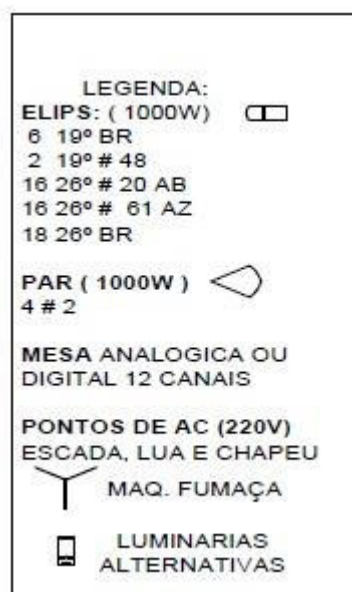 LEGENDA:
ELIPS: ( 1000W)
6 19º BR
2 19º # 48
16 26º # 20 AB
16 26º # 61 AZ
18 26º BR
PAR ( 1000W )
4 # 2
MESA ANALOGICA OU
DIGITAL 12 CANAIS
PONTOS DE AC (220V)
ESCADA, LUA E CHAPEU
MAQ. FUMAÇA
LUMINARIAS
ALTERNATIVAS